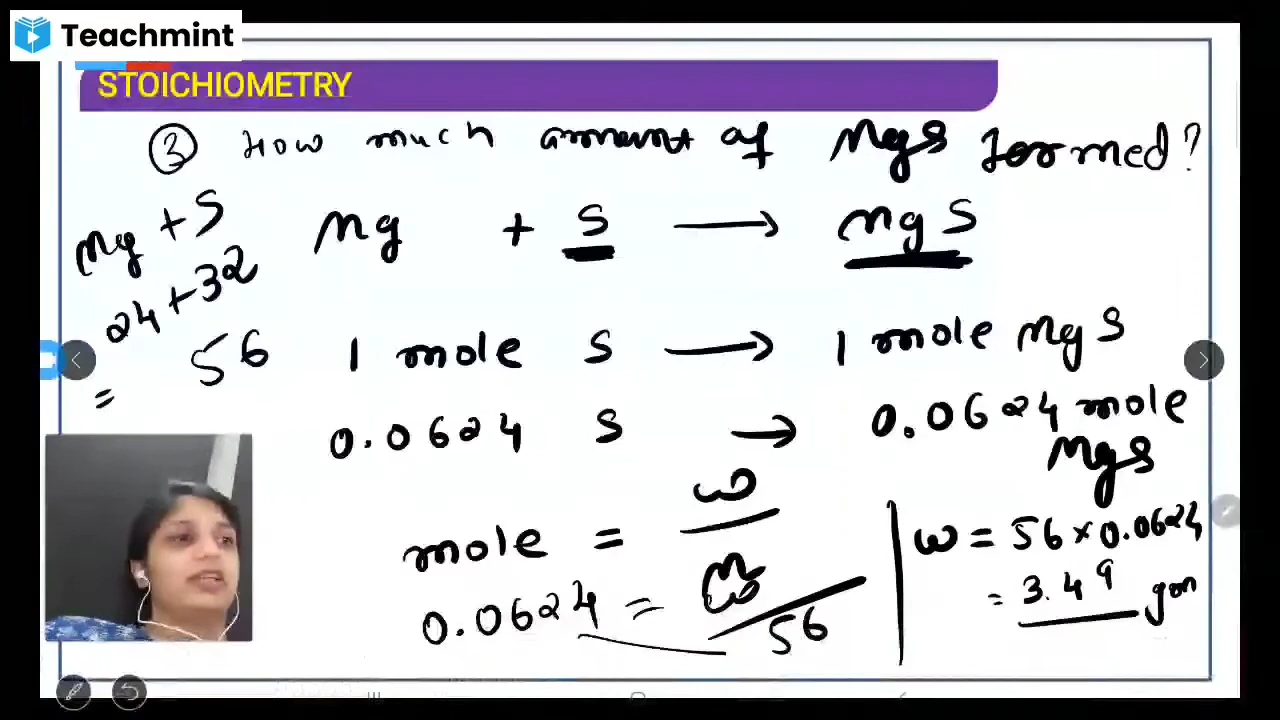 Teachmint
STOICHIOMETRY
③ How much amount of MgS formed?
Mg + S
24 + 32
= 56
Mg + S → MgS
1 mole S → 1 mole MgS
0.0624 S → 0.0624 mole MgS
mole = w
0.0624 = 56
w = 56 × 0.0624
= 3.49 gm